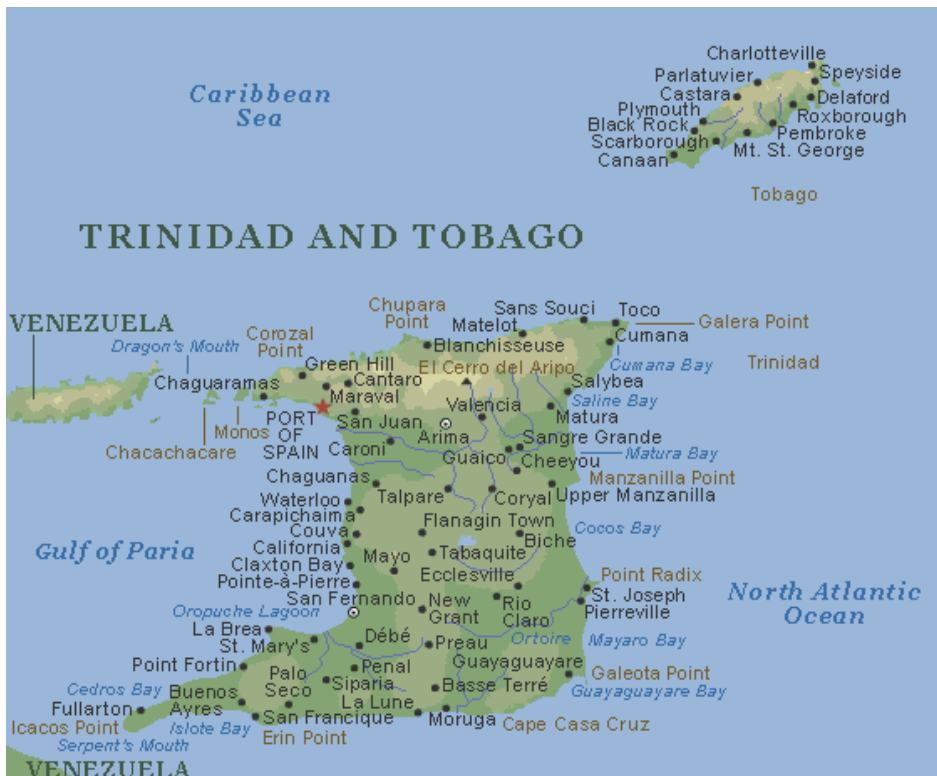 Charlotteville
Caribbean
Sea
Parlatuvier
Speyside
Castara
Delaford
Plymouth
Roxborough
Black Rock
Pembroke
Scarborough
Mt. St. George
Canaan
Tobago
TRINIDAD AND TOBAGO
Chupara
Point
Sans Souci
Toco
VENEZUELA
Corozal
Point
Matelot
Galera Point
Dragon's Mouth
Blanchisseuse
Cumana
Green Hill
El Cerro del Aripo
Cumana Bay
Trinidad
Chaguaramas
Cantaro
Salybea
Maraval
Saline Bay
Valencia
Matura
PORT
OF
SPAIN
San Juan
Monos
Arima
Sangre Grande
Chacachacare
Caroni
Guaico
Matura Bay
Cheeyou
Chaguanas
Manzanilla Point
Talpare
Coryal
Upper Manzanilla
Waterloo
Carapichaima
Flanagin Town
Cocos Bay
Couva
Biche
Gulf of Paria
California
Mayo
Tabaquite
Claxton Bay
Ecclesville
Point Radix
Pointe-à-Pierre
St. Joseph
North Atlantic
Ocean
San Fernando
New
Grant
Rio
Claro
Pierreville
Oropuche Lagoon
La Brea
Débé
Ortoire
Mayaro Bay
St. Mary's
Preau
Point Fortin
Palo
Seco
Penal
Guayaguayare
Galeota Point
Cedros Bay
Buenos
Ayres
Siparia
Basse Terré
Guayaguayare Bay
Fullarton
La Lune
Icacos Point
Islote Bay
San Francique
Moruga
Cape Casa Cruz
Erin Point
Serpent's Mouth
VENEZUELA